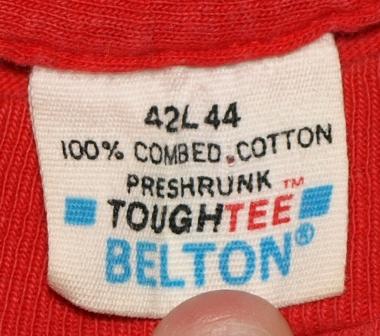 42L44
100% COMBED COTTON
PRESHRUNK
TOUGHTEE™
BELTON®